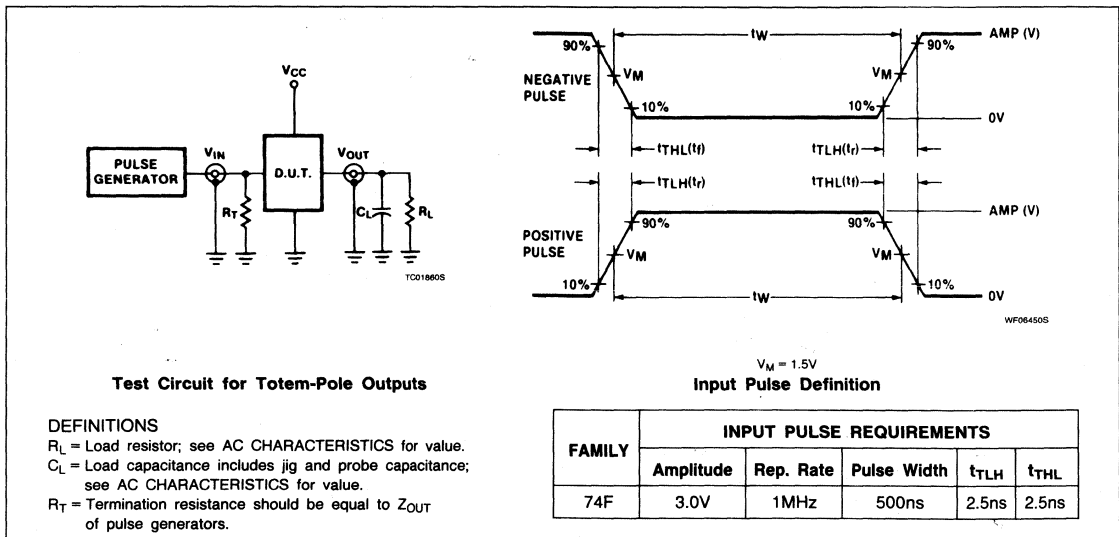 VCC
PULSE
GENERATOR
VIN
D.U.T.
VOUT
RT
CL
RL
TC01860S
NEGATIVE
PULSE
90%
VM
10%
tW
10%
VM
90%
AMP (V)
0V
tTHL(tf)
tTLH(tr)
tTLH(tr)
tTHL(tf)
POSITIVE
PULSE
10%
VM
90%
tW
90%
VM
10%
AMP (V)
0V
WF06450S
Test Circuit for Totem-Pole Outputs
VM = 1.5V
Input Pulse Definition
DEFINITIONS
RL = Load resistor; see AC CHARACTERISTICS for value.
CL = Load capacitance includes jig and probe capacitance;
see AC CHARACTERISTICS for value.
RT = Termination resistance should be equal to ZOUT
of pulse generators.
FAMILY INPUT PULSE REQUIREMENTS
Amplitude Rep. Rate Pulse Width tTLH tTHL
74F 3.0V 1MHz 500ns 2.5ns 2.5ns